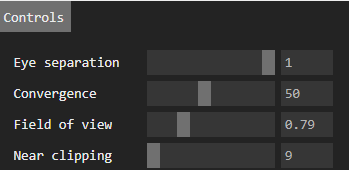 Controls
Eye separation 1
Convergence 50
Field of view 0.79
Near clipping 9